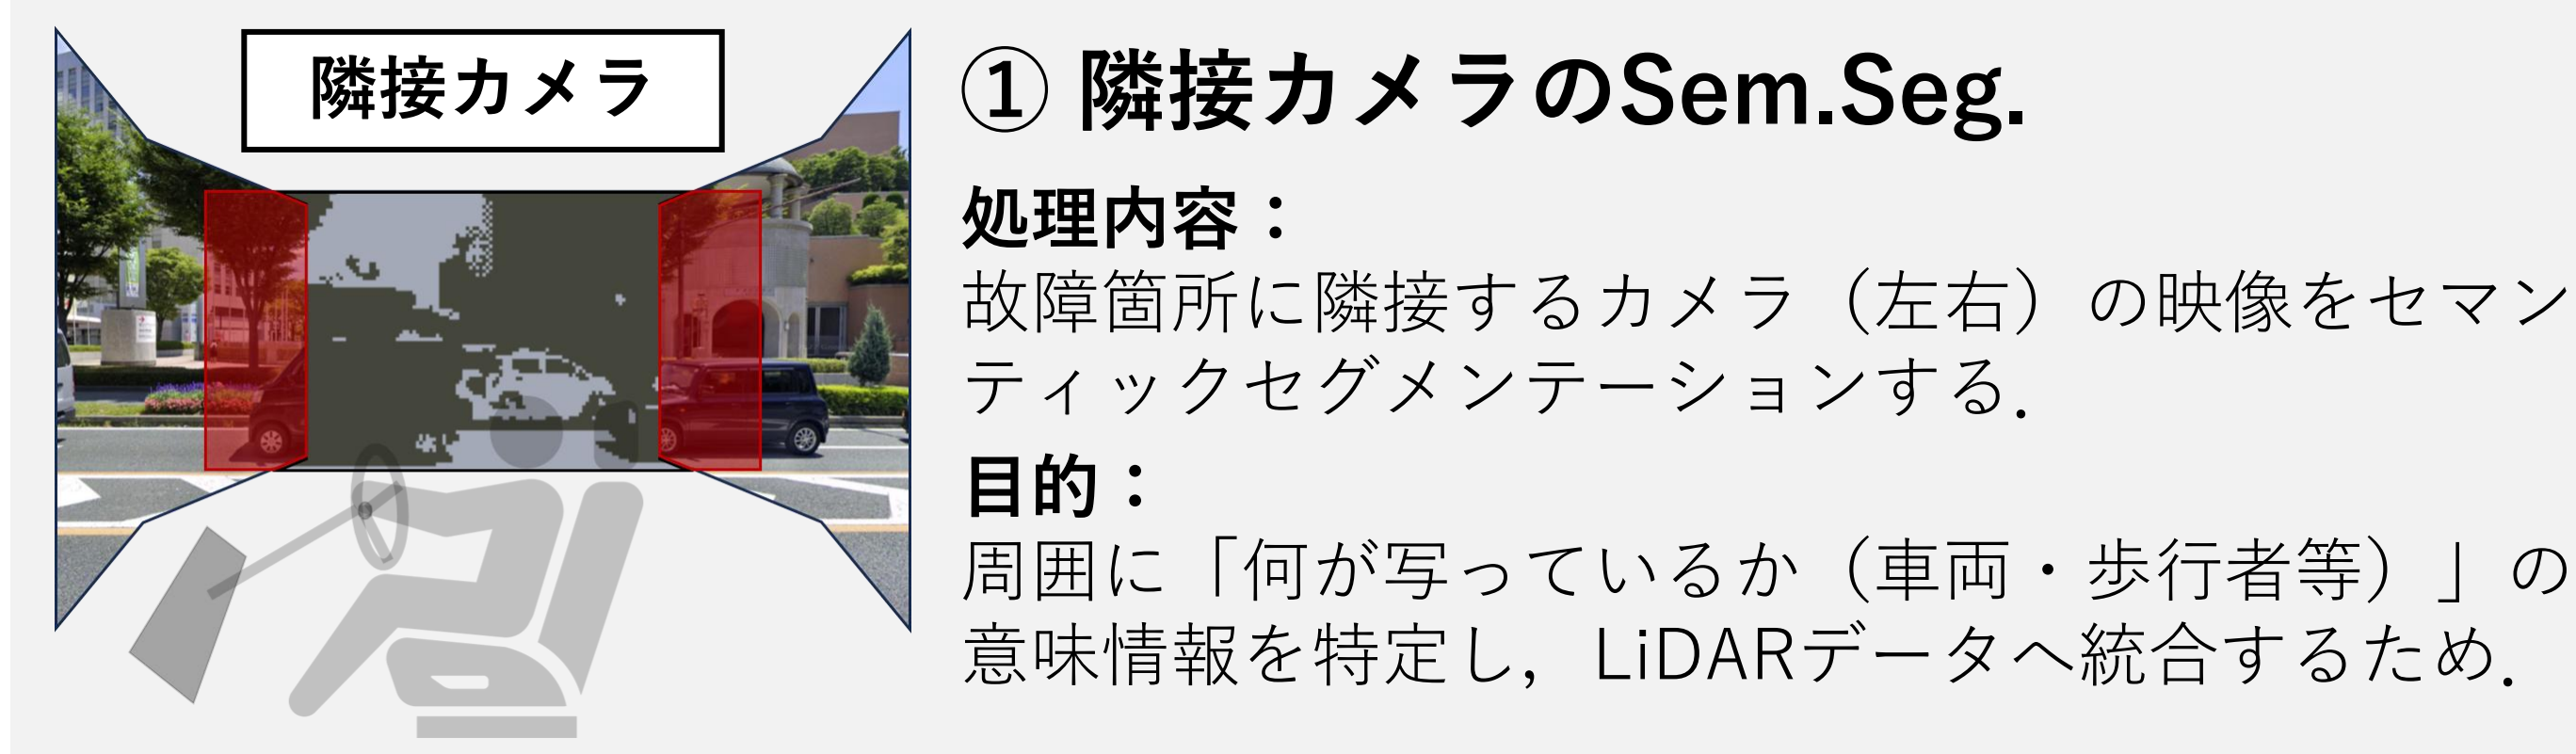 隣接カメラ
① 隣接カメラのSem.Seg.
処理内容：
故障箇所に隣接するカメラ（左右）の映像をセマン
ティックセグメンテーションする．
目的：
周囲に「何が写っているか（車両・歩行者等）」の
意味情報を特定し，LiDARデータへ統合するため．